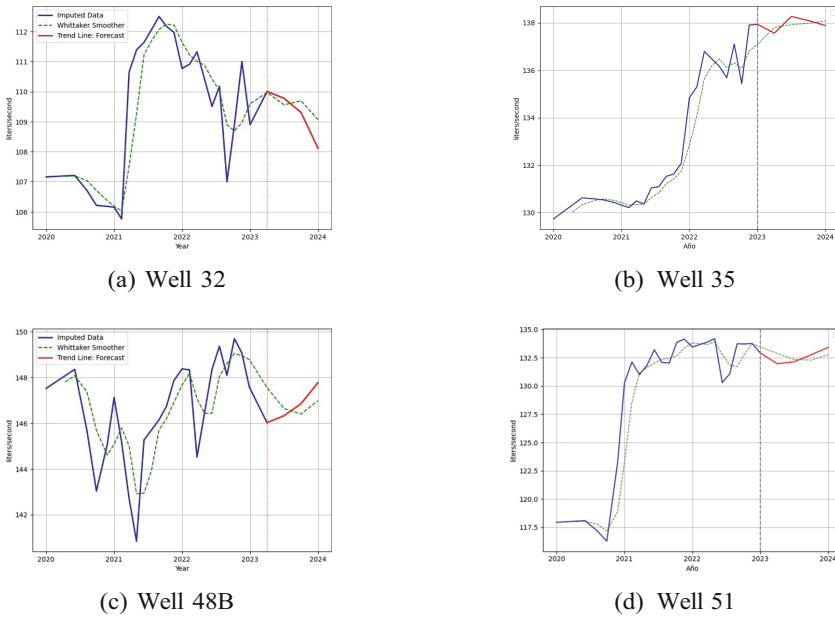 112
111
110
109
108
107
106
liters/second
2020
2021
2022
2023
2024
Year
Imputed Data
Whittaker Smoother
Trend Line: Forecast
(a) Well 32
138
136
134
132
130
liters/second
2020
2021
2022
2023
2024
Año
(b) Well 35
150
148
146
144
142
liters/second
2020
2021
2022
2023
2024
Year
Imputed Data
Whittaker Smoother
Trend Line: Forecast
(c) Well 48B
135.0
132.5
130.0
127.5
125.0
122.5
120.0
117.5
liters/second
2020
2021
2022
2023
2024
Año
(d) Well 51